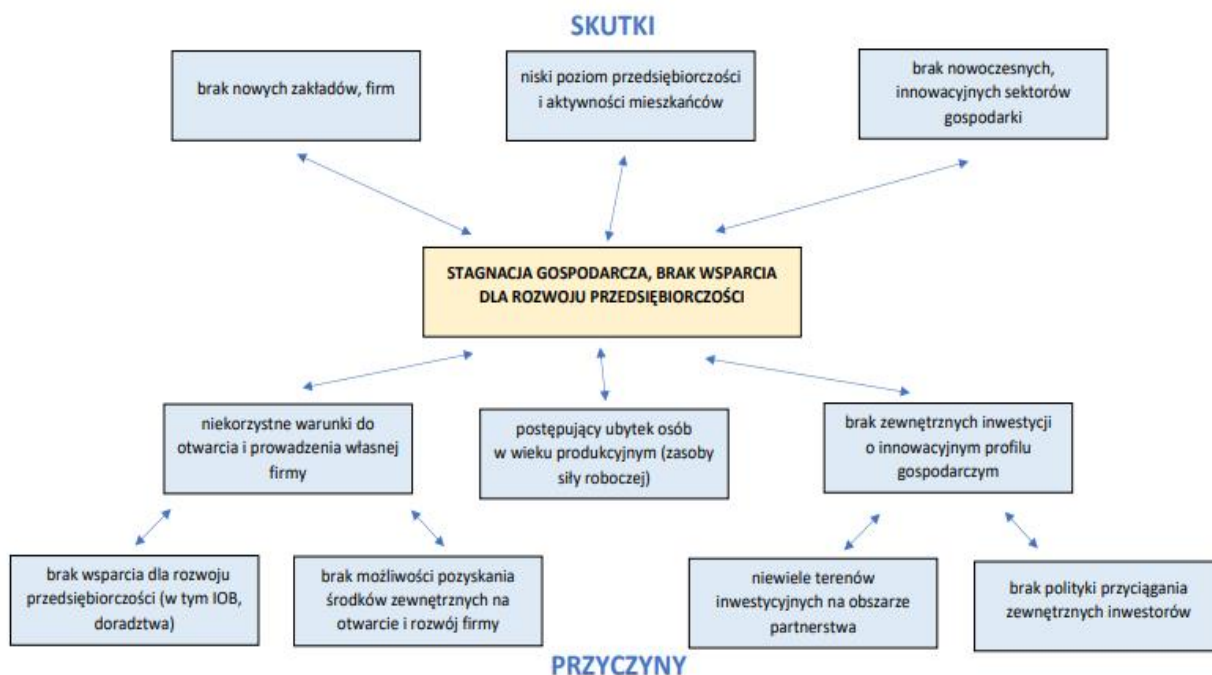 SKUTKI
brak nowych zakładów, firm
niski poziom przedsiębiorczości
i aktywności mieszkańców
brak nowoczesnych,
innowacyjnych sektorów
gospodarki
STAGNACJA GOSPODARCZA, BRAK WSPARCIA
DLA ROZWOJU PRZEDSIĘBIORCZOŚCI
niekorzystne warunki do
otwarcia i prowadzenia własnej
firmy
postępujący ubytek osób
w wieku produkcyjnym (zasoby
siły roboczej)
brak zewnętrznych inwestycji
o innowacyjnym profilu
gospodarczym
brak wsparcia dla rozwoju
przedsiębiorczości (w tym IOB,
doradztwa)
brak możliwości pozyskania
środków zewnętrznych na
otwarcie i rozwój firmy
niewiele terenów
inwestycyjnych na obszarze
partnerstwa
brak polityki przyciągania
zewnętrznych inwestorów
PRZYCZYNY